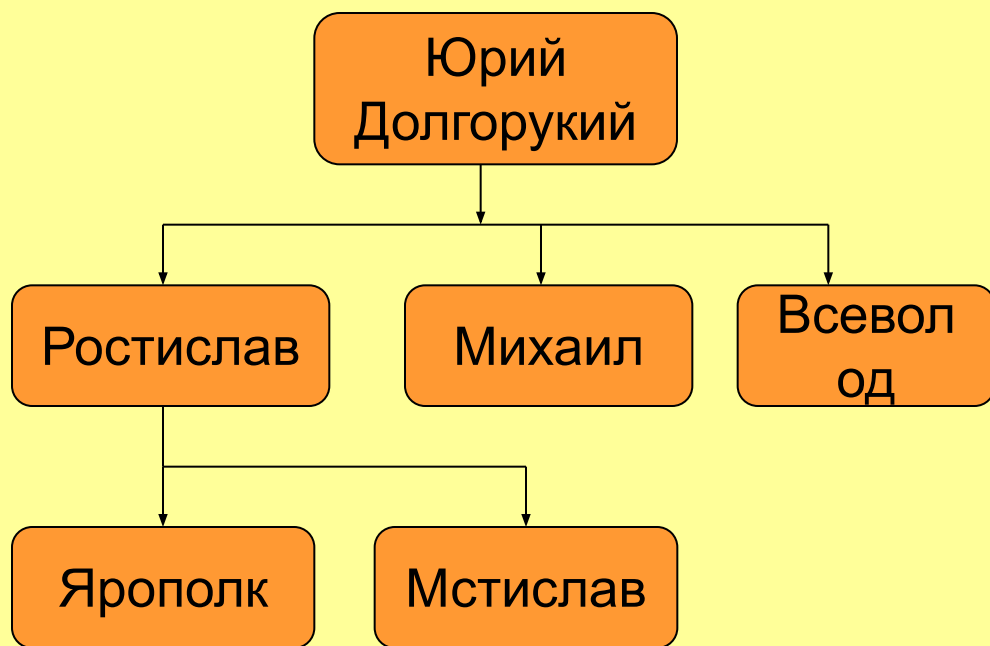 Юрий
Долгорукий
Ростислав
Михаил
Всевол
од
Ярополк
Мстислав